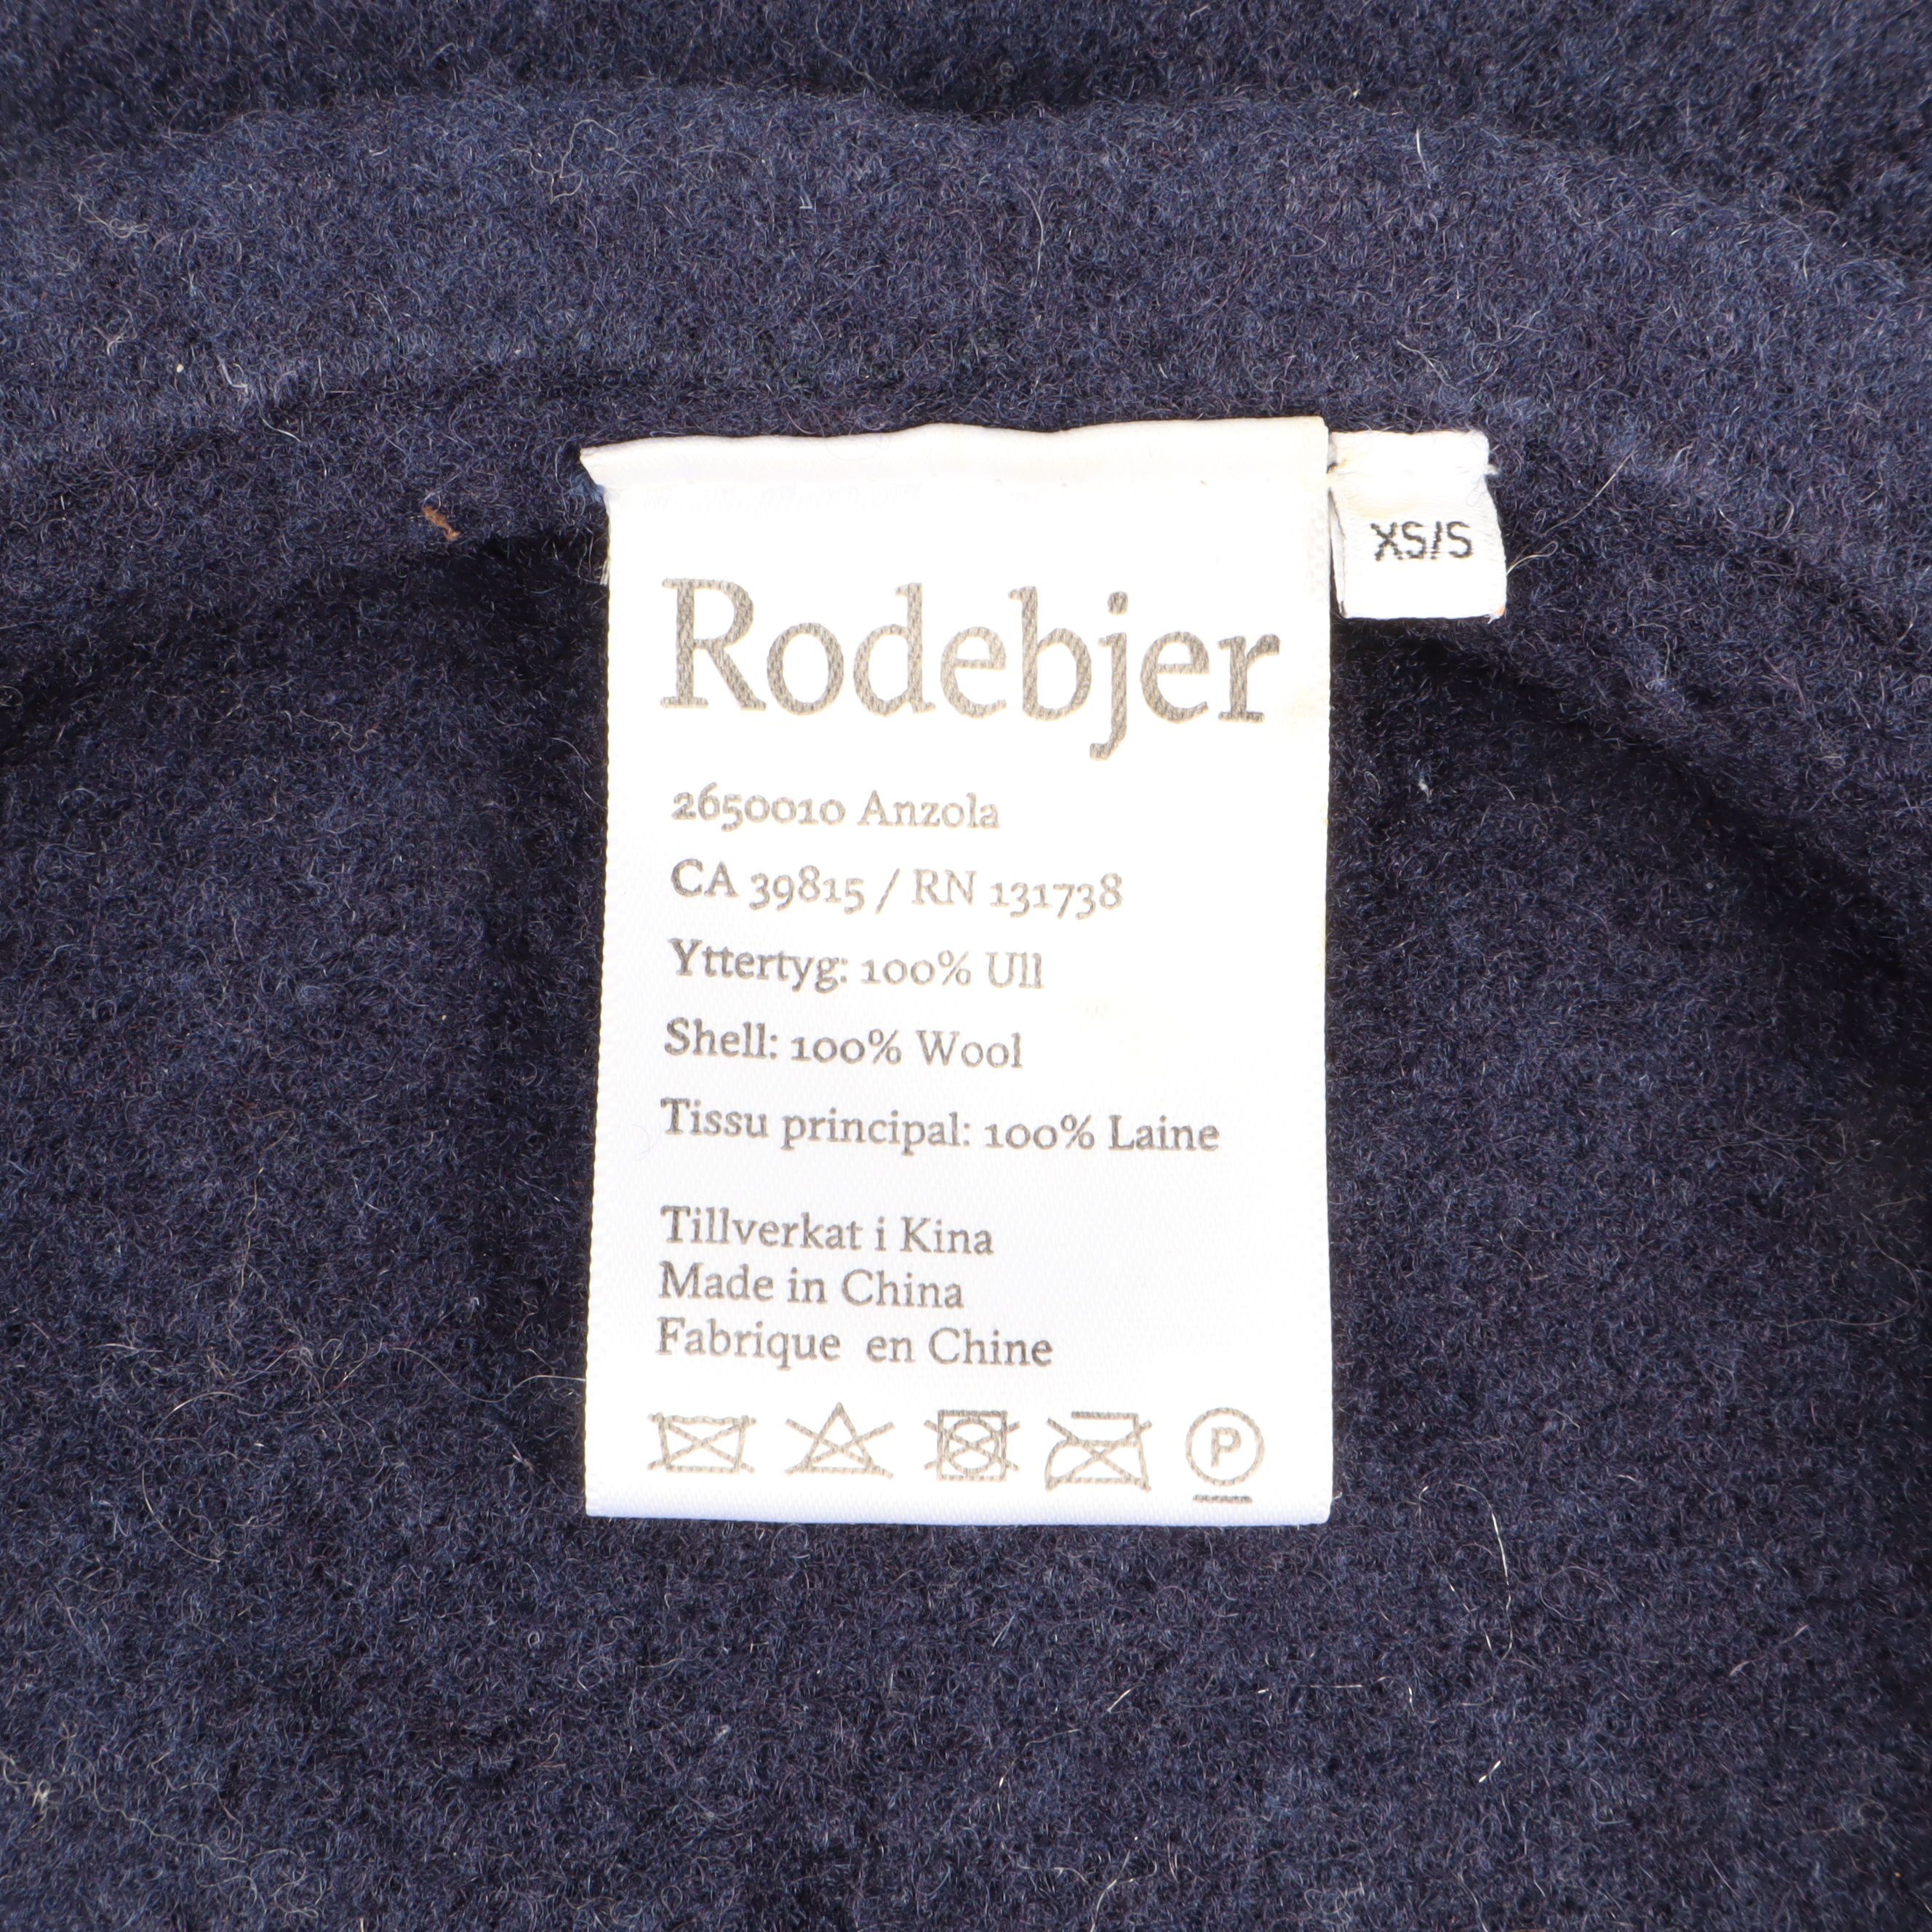 XS/S
Rodebjer
2650010 Anzola
CA 39815 / RN 131738
Yttertyg: 100% Ull
Shell: 100% Wool
Tissu principal: 100% Laine
Tillverkat i Kina
Made in China
Fabrique en Chine
P